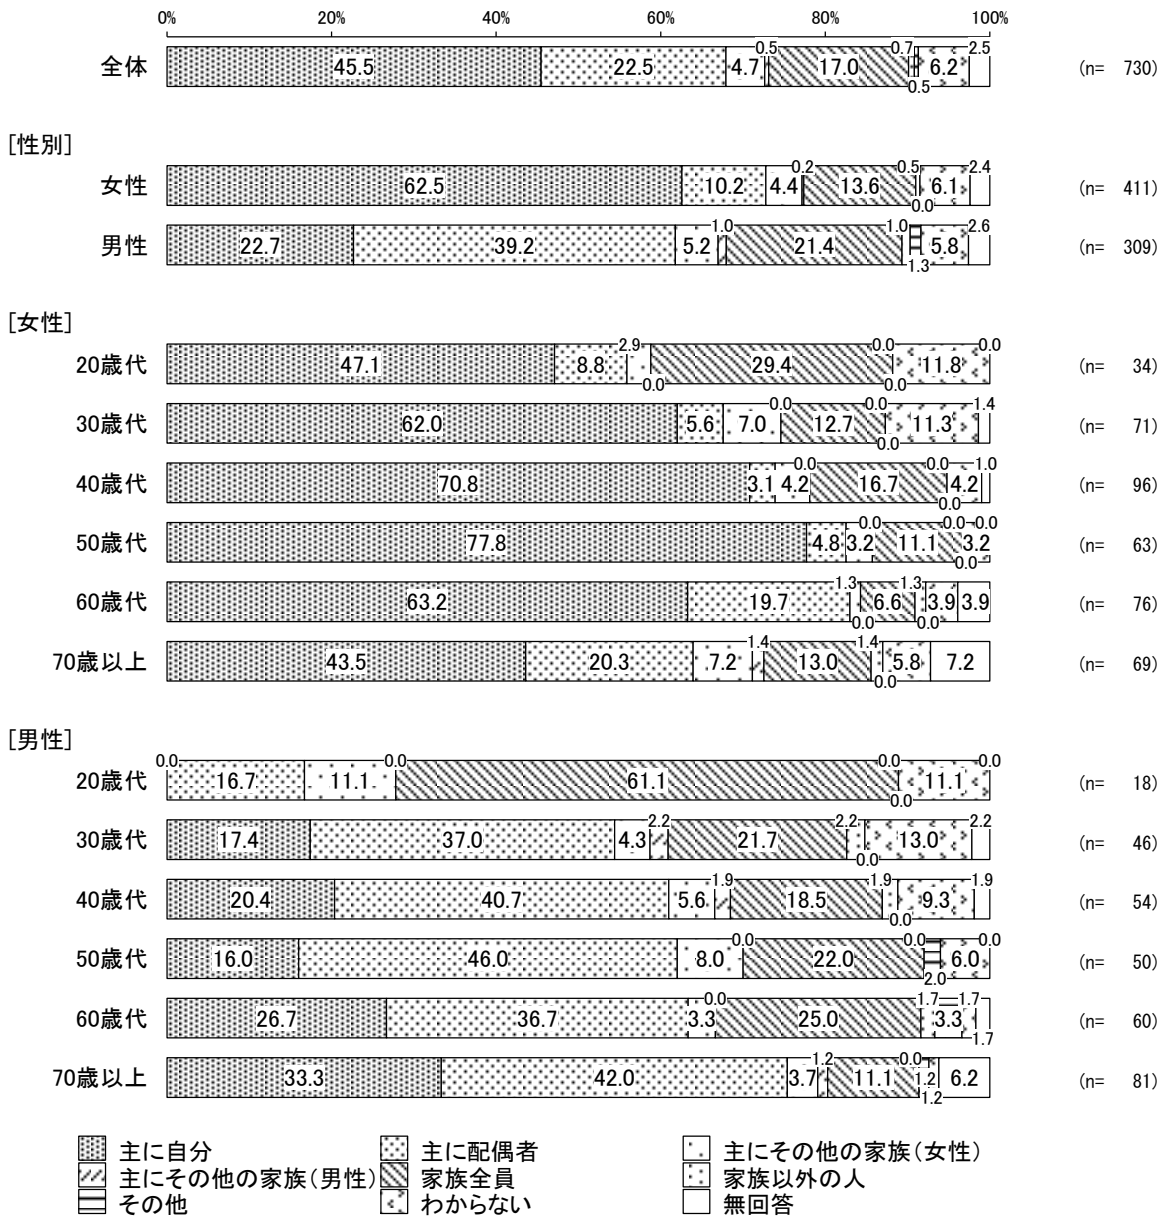 0% 20% 40% 60% 80% 100%
全体 45.5 22.5 4.7 0.5 17.0 0.7 0.5 6.2 2.5 (n= 730)
[性別]
女性 62.5 10.2 4.4 0.2 13.6 0.5 0.0 6.1 2.4 (n= 411)
男性 22.7 39.2 5.2 1.0 21.4 1.0 1.3 5.8 2.6 (n= 309)
[女性]
20歳代 47.1 8.8 2.9 0.0 29.4 0.0 0.0 11.8 0.0 (n= 34)
30歳代 62.0 5.6 7.0 0.0 12.7 0.0 0.0 11.3 1.4 (n= 71)
40歳代 70.8 3.1 4.2 0.0 16.7 0.0 0.0 4.2 1.0 (n= 96)
50歳代 77.8 4.8 3.2 0.0 11.1 0.0 0.0 3.2 0.0 (n= 63)
60歳代 63.2 19.7 1.3 0.0 6.6 1.3 0.0 3.9 3.9 (n= 76)
70歳以上 43.5 20.3 7.2 1.4 13.0 1.4 0.0 5.8 7.2 (n= 69)
[男性]
20歳代 0.0 16.7 11.1 0.0 61.1 0.0 0.0 11.1 0.0 (n= 18)
30歳代 17.4 37.0 4.3 2.2 21.7 2.2 0.0 13.0 2.2 (n= 46)
40歳代 20.4 40.7 5.6 1.9 18.5 1.9 0.0 9.3 1.9 (n= 54)
50歳代 16.0 46.0 8.0 0.0 22.0 0.0 2.0 6.0 0.0 (n= 50)
60歳代 26.7 36.7 3.3 0.0 25.0 1.7 3.3 1.7 1.7 (n= 60)
70歳以上 33.3 42.0 3.7 1.2 11.1 0.0 1.2 1.2 6.2 (n= 81)
主に自分 主に配偶者 主にその他の家族(女性)
主にその他の家族(男性) 家族全員 家族以外の人
その他 わからない 無回答